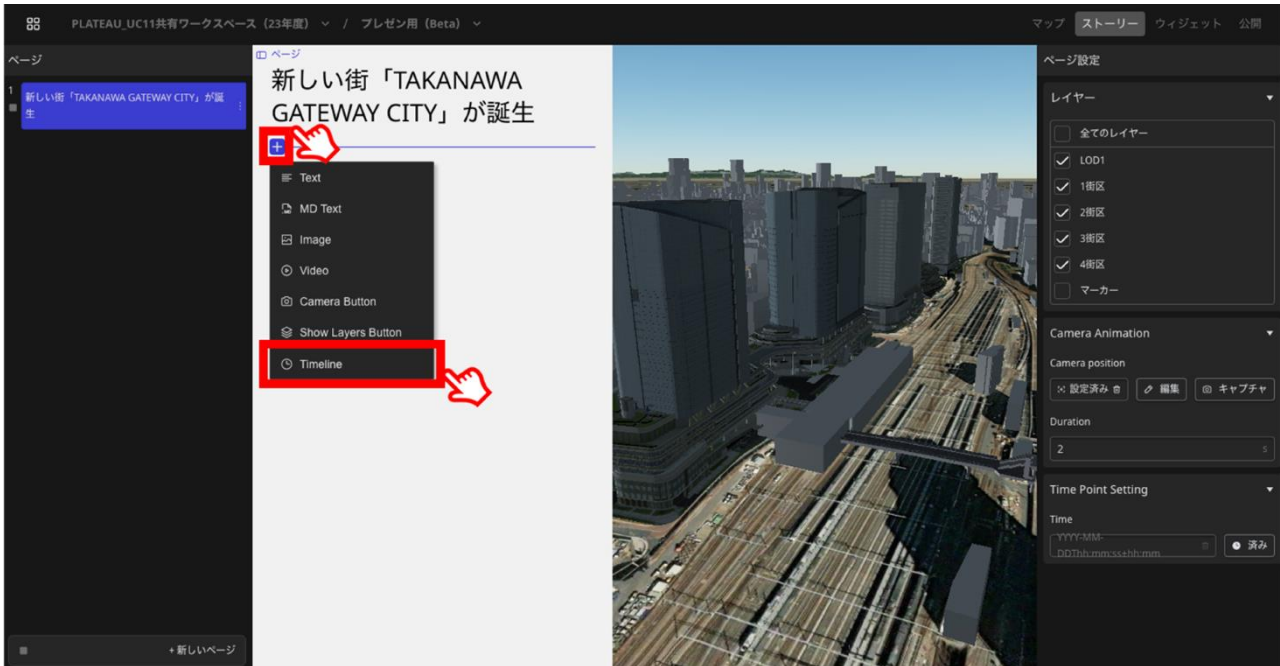 PLATEAU_UC11共有ワークスペース（23年度） / プレゼン用（Beta）
マップ ストーリー ウィジェット 公開
ページ
1
新しい街「TAKANAWA GATEWAY CITY」が誕
生
+ 新しいページ
ページ
新しい街「TAKANAWA
GATEWAY CITY」が誕生
Text
MD Text
Image
Video
Camera Button
Show Layers Button
Timeline
ページ設定
レイヤー
全てのレイヤー
LOD1
1街区
2街区
3街区
4街区
マーカー
Camera Animation
Camera position
設定済み 編集 キャプチャ
Duration
2 s
Time Point Setting
Time
YYYY-MM-
DDThh:mm:ss±hh:mm
済み